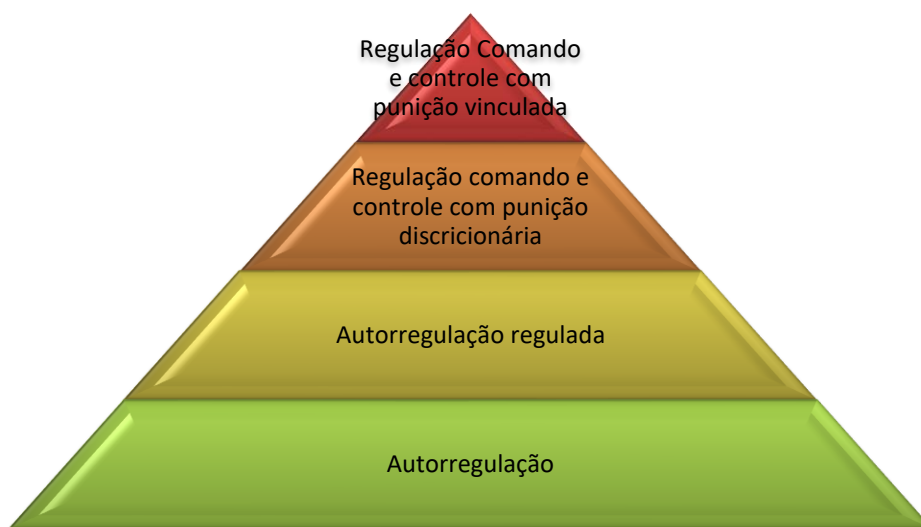 Regulação Comando
e controle com
punição vinculada
Regulação comando e
controle com punição
discricionária
Autorregulação regulada
Autorregulação